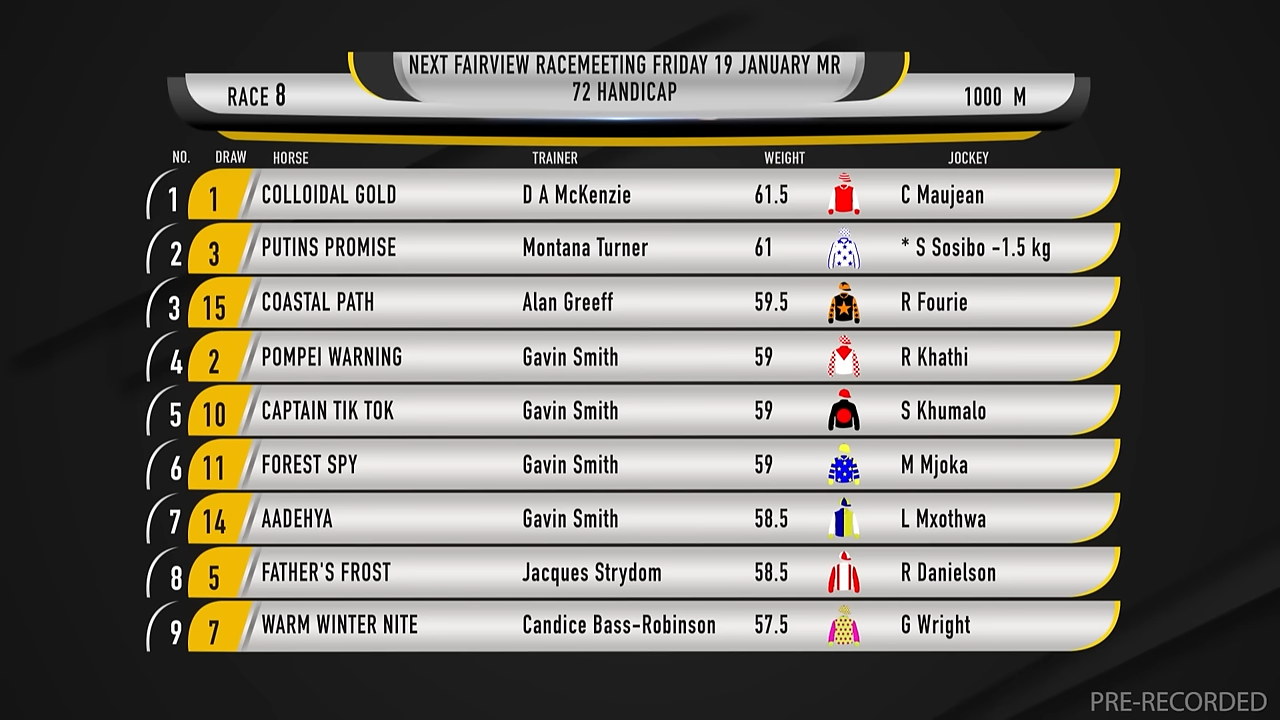 NEXT FAIRVIEW RACEMEETING FRIDAY 19 JANUARY MR
72 HANDICAP
RACE 8
1000 M
NO. DRAW HORSE TRAINER WEIGHT JOCKEY
1 1 COLLOIDAL GOLD D A McKenzie 61.5 C Maujean
2 3 PUTINS PROMISE Montana Turner 61 * S Sosibo -1.5 kg
3 15 COASTAL PATH Alan Greeff 59.5 R Fourie
4 2 POMPEI WARNING Gavin Smith 59 R Khathi
5 10 CAPTAIN TIK TOK Gavin Smith 59 S Khumalo
6 11 FOREST SPY Gavin Smith 59 M Mjoka
7 14 AADEHYA Gavin Smith 58.5 L Mxothwa
8 5 FATHER'S FROST Jacques Strydom 58.5 R Danielson
9 7 WARM WINTER NITE Candice Bass-Robinson 57.5 G Wright
PRE-RECORDED